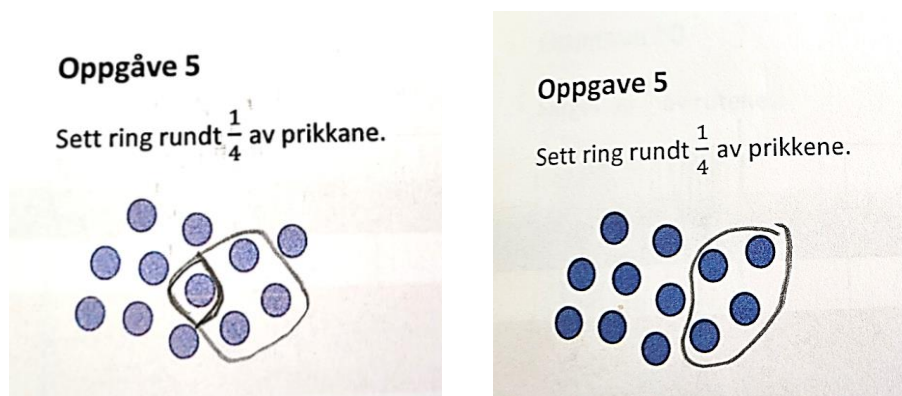 Oppgåve 5
Sett ring rundt 1/4 av prikkane.
Oppgave 5
Sett ring rundt 1/4 av prikkene.